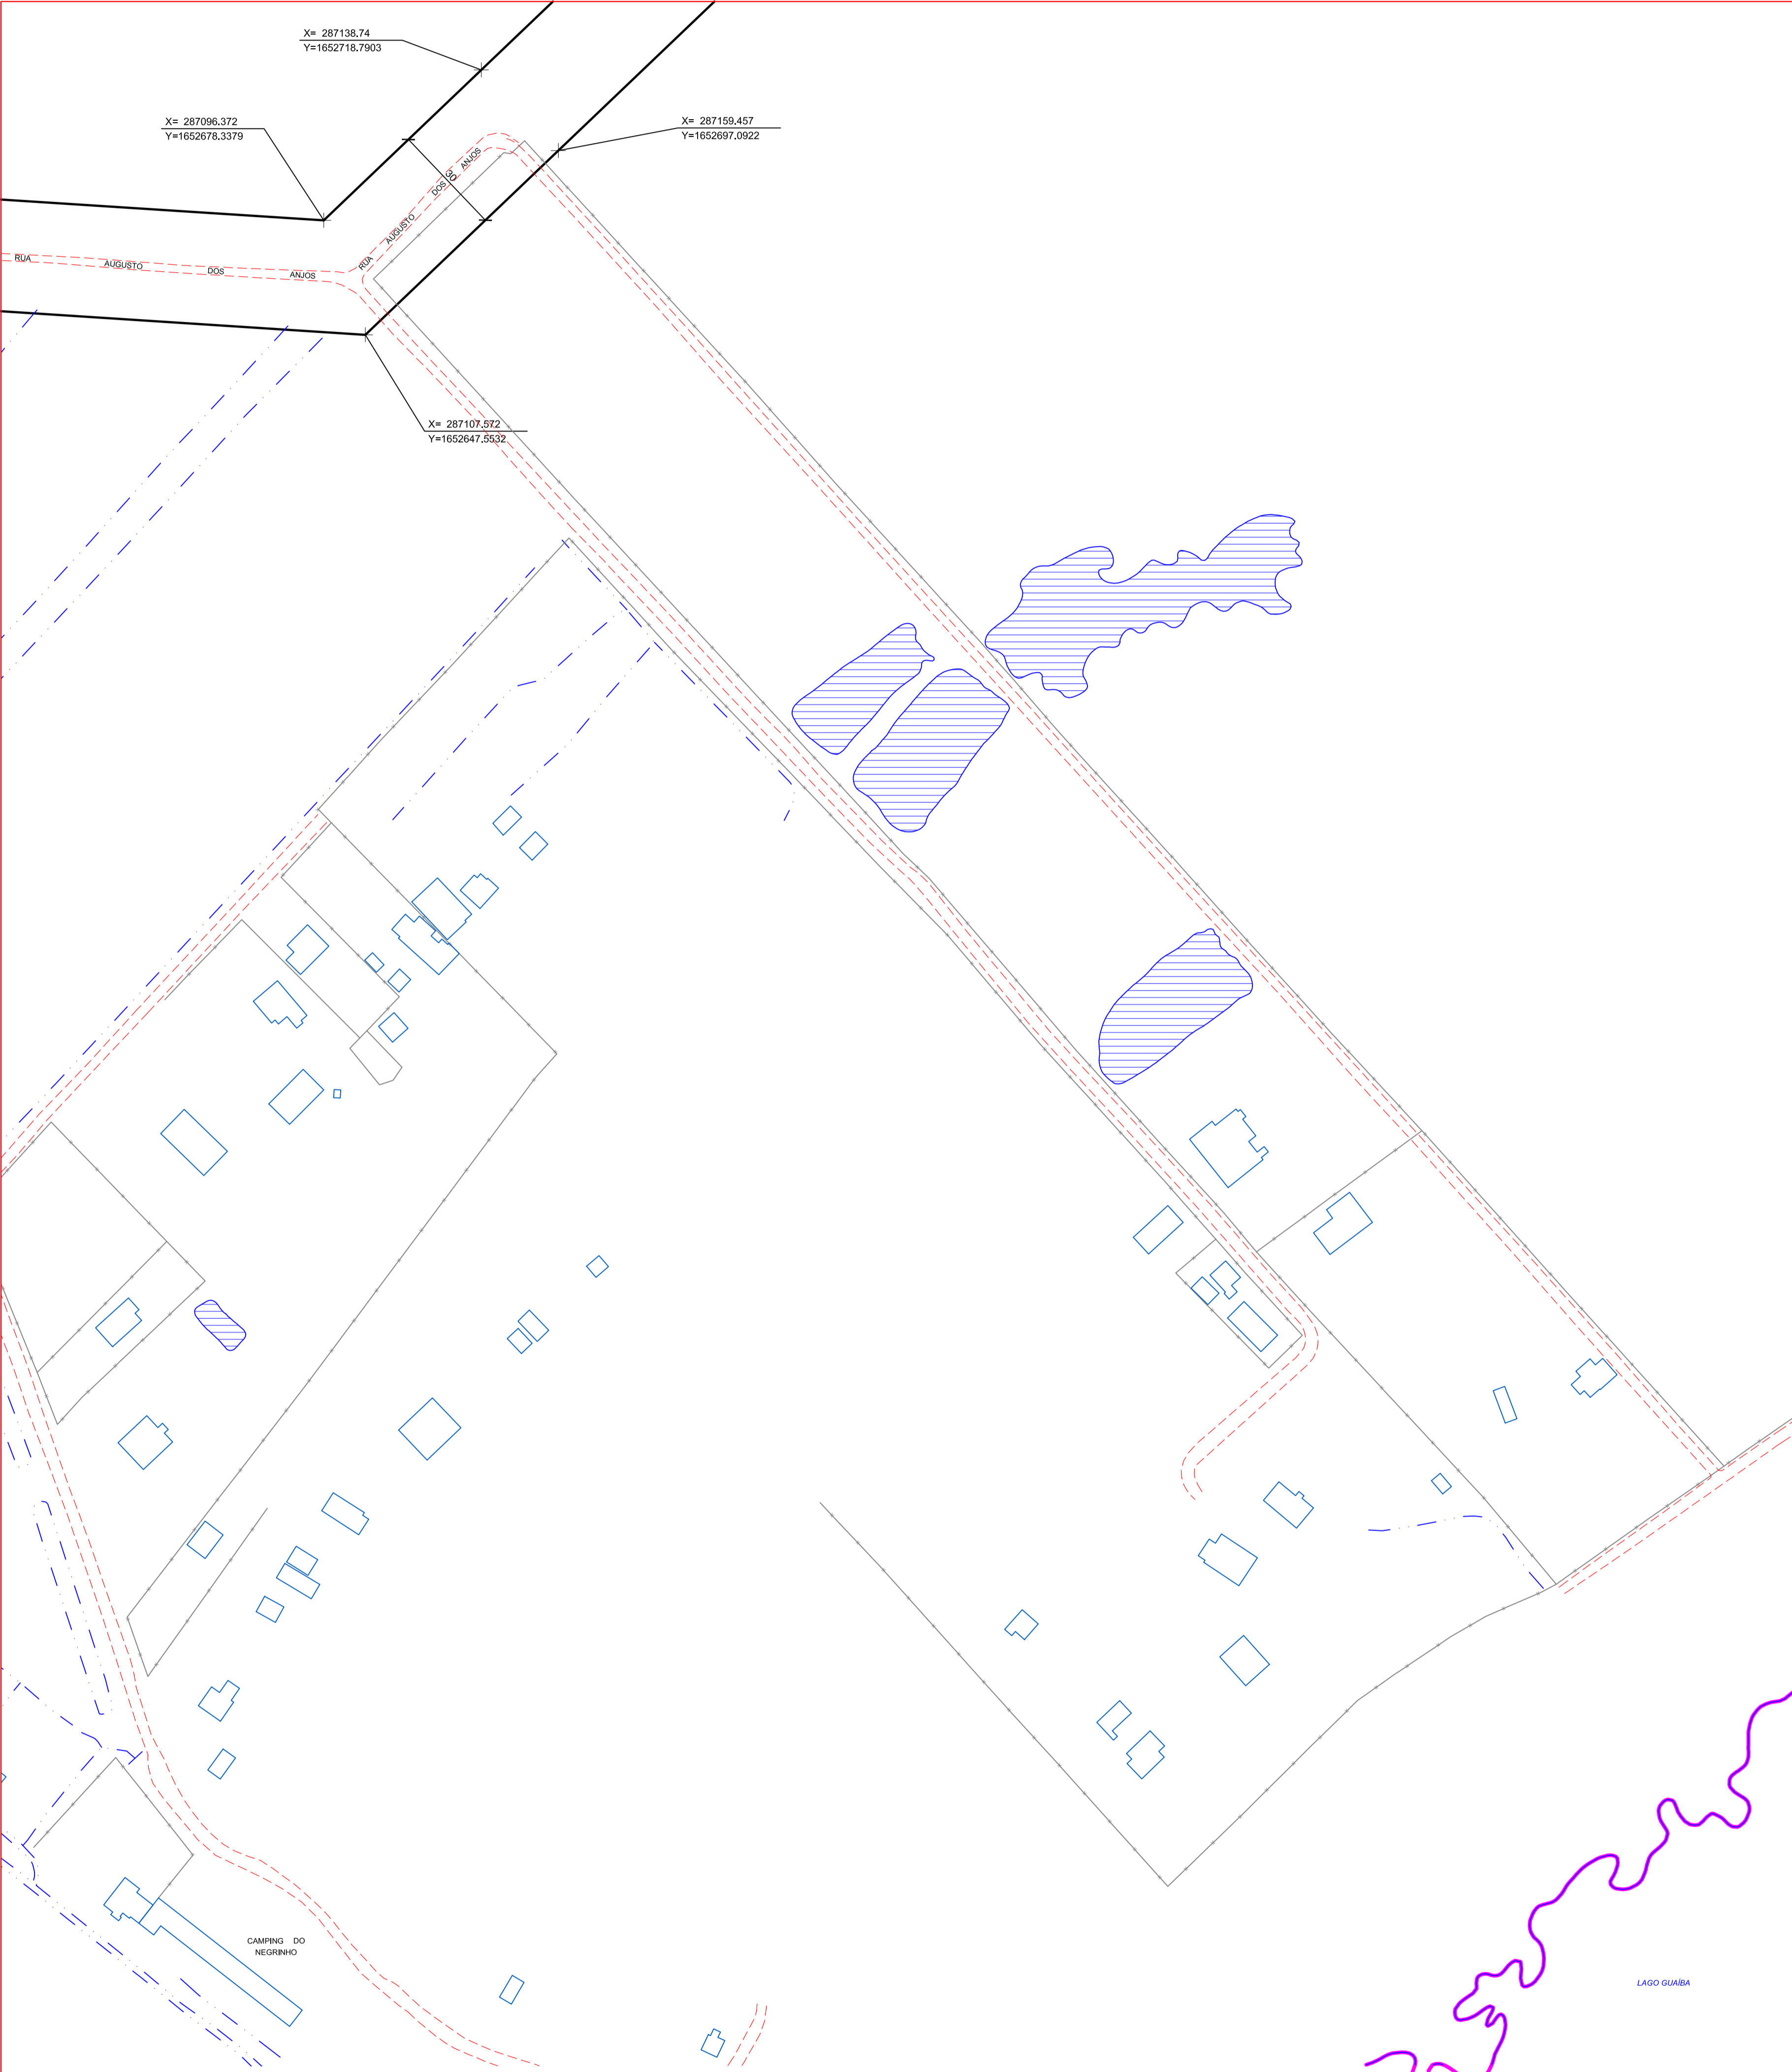 X= 287138.74
Y=1652718.7903
X= 287096.372
Y=1652678.3379
X= 287159.457
Y=1652697.0922
RUA AUGUSTO DOS ANJOS
30
RUA AUGUSTO DOS ANJOS
X= 287107.572
Y=1652647.5532
CAMPING DO
NEGRINHO
LAGO GUAÍBA